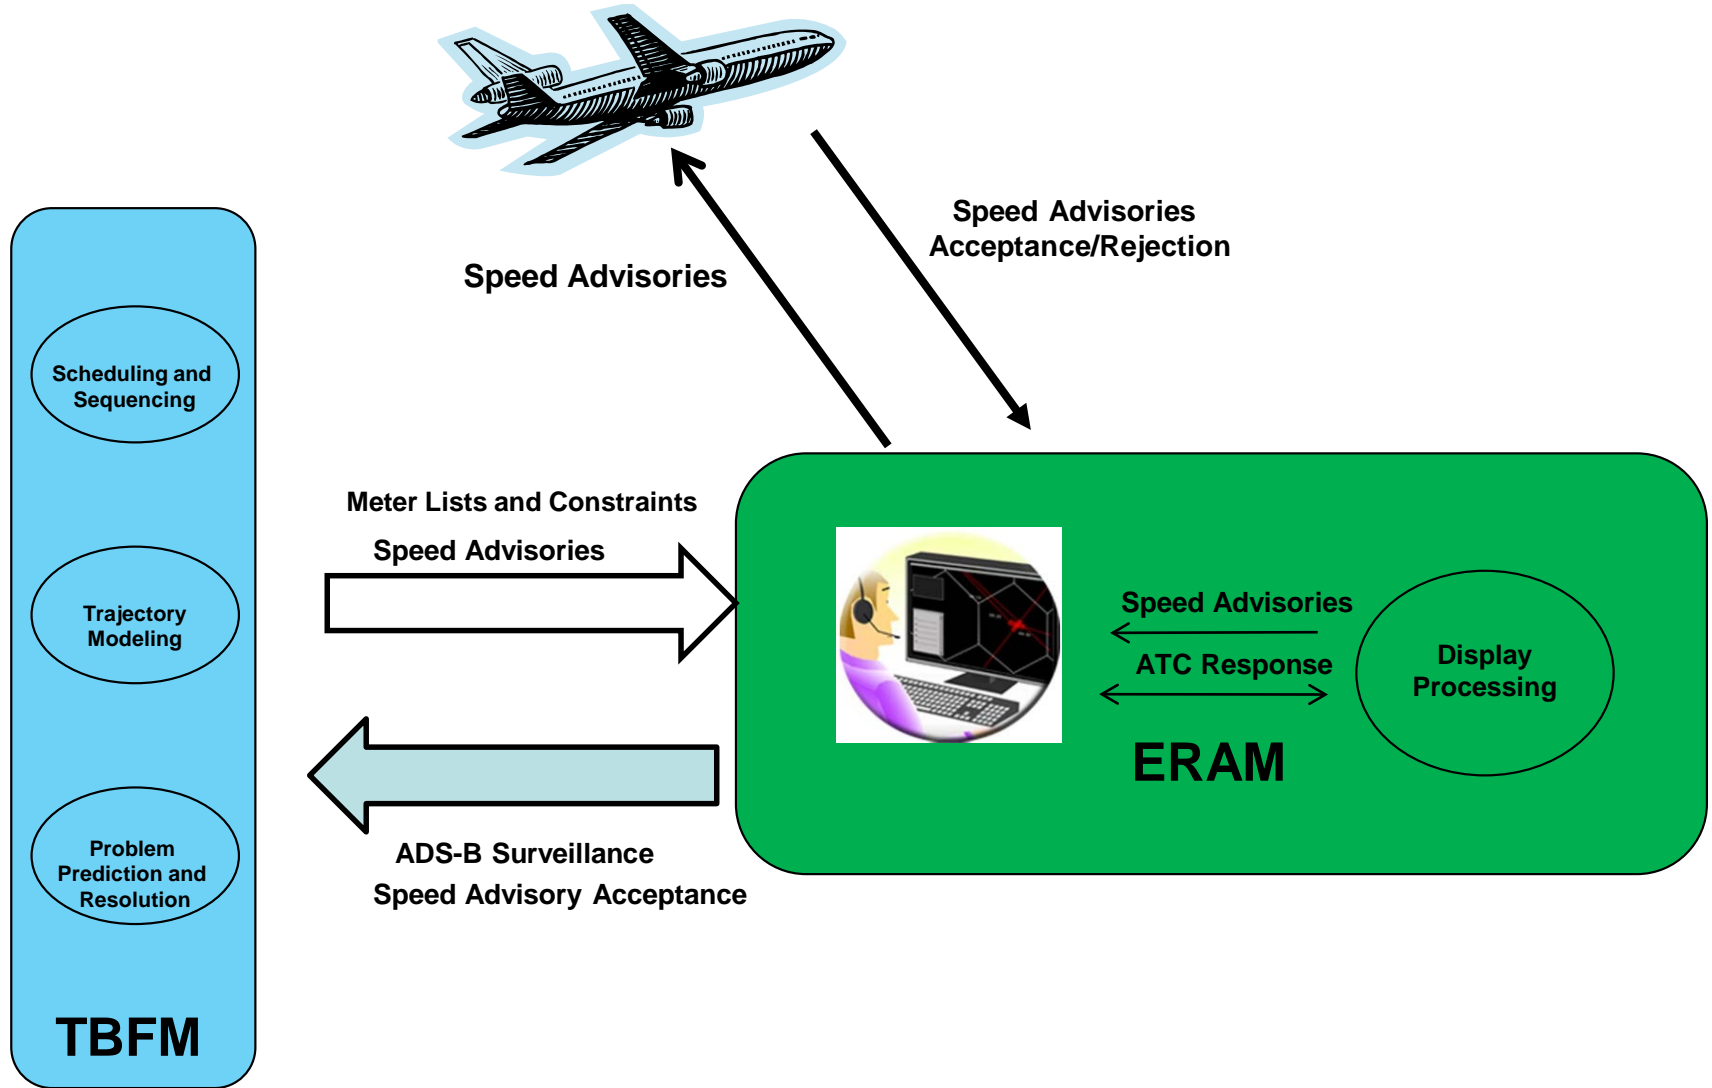 Speed Advisories
Acceptance/Rejection
Speed Advisories
Scheduling and
Sequencing
Trajectory
Modeling
Problem
Prediction and
Resolution
TBFM
Meter Lists and Constraints
Speed Advisories
ADS-B Surveillance
Speed Advisory Acceptance
Speed Advisories
ATC Response
Display
Processing
ERAM